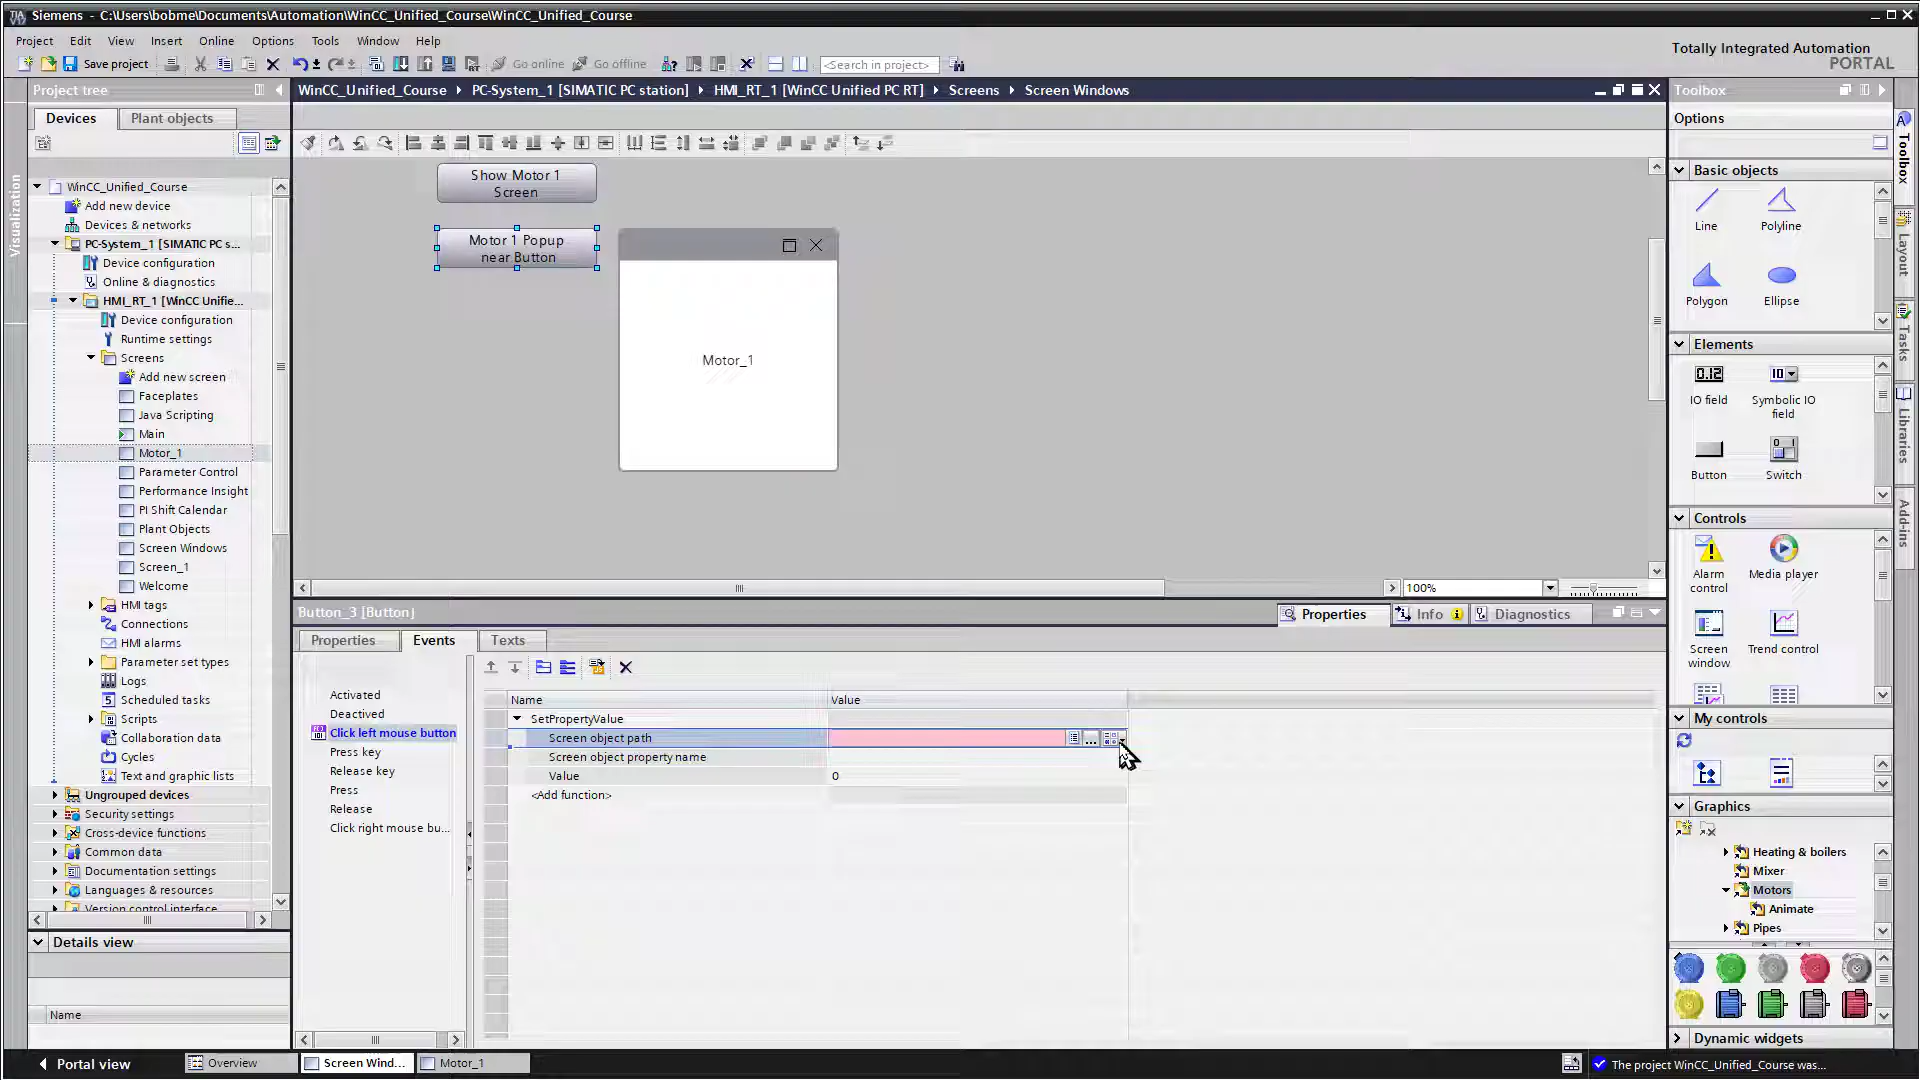 Siemens - C:\Users\bobme\Documents\Automation\WinCC_Unified_Course\WinCC_Unified_Course
Project Edit View Insert Online Options Tools Window Help
Totally Integrated Automation
PORTAL
Save project
Go online
Go offline
<Search in project>
Project tree
WinCC_Unified_Course
PC-System_1 [SIMATIC PC station]
HMI_RT_1 [WinCC Unified PC RT]
Screens
Screen Windows
Toolbox
Devices
Plant objects
Options
Visualization
WinCC_Unified_Course
Add new device
Devices & networks
PC-System_1 [SIMATIC PC s...
Device configuration
Online & diagnostics
HMI_RT_1 [WinCC Unifie...
Device configuration
Runtime settings
Screens
Add new screen
Faceplates
Java Scripting
Main
Motor_1
Parameter Control
Performance Insight
PI Shift Calendar
Plant Objects
Screen Windows
Screen_1
Welcome
HMI tags
Connections
HMI alarms
Parameter set types
Logs
Scheduled tasks
Scripts
Collaboration data
Cycles
Text and graphic lists
Ungrouped devices
Security settings
Cross-device functions
Common data
Documentation settings
Languages & resources
Version control interface
Details view
Name
Show Motor 1
Screen
Motor 1 Popup
near Button
Motor_1
100%
Button_3 [Button]
Properties
Info
Diagnostics
Properties
Events
Texts
Activated
Deactived
Click left mouse button
Press key
Release key
Press
Release
Click right mouse bu...
Name
Value
SetPropertyValue
Screen object path
...
Screen object property name
Value
0
<Add function>
Basic objects
Line
Polyline
Polygon
Ellipse
Elements
0.12
10
IO field
Symbolic IO
field
0 1
Button
Switch
Controls
Alarm
control
Media player
Screen
window
Trend control
My controls
Graphics
Heating & boilers
Mixer
Motors
Animate
Pipes
Dynamic widgets
Toolbox
Layout
Tasks
Libraries
Add-ins
Portal view
Overview
Screen Wind...
Motor_1
The project WinCC_Unified_Course was...